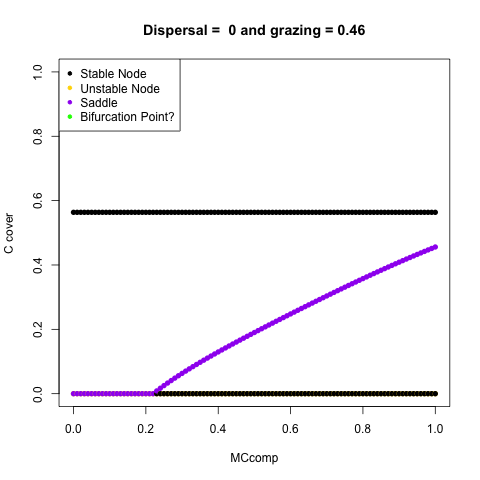 Dispersal =  0 and grazing = 0.46
Stable Node
Unstable Node
Saddle
Bifurcation Point?
C cover
1.0
0.8
0.6
0.4
0.2
0.0
0.0 0.2 0.4 0.6 0.8 1.0
MCcomp